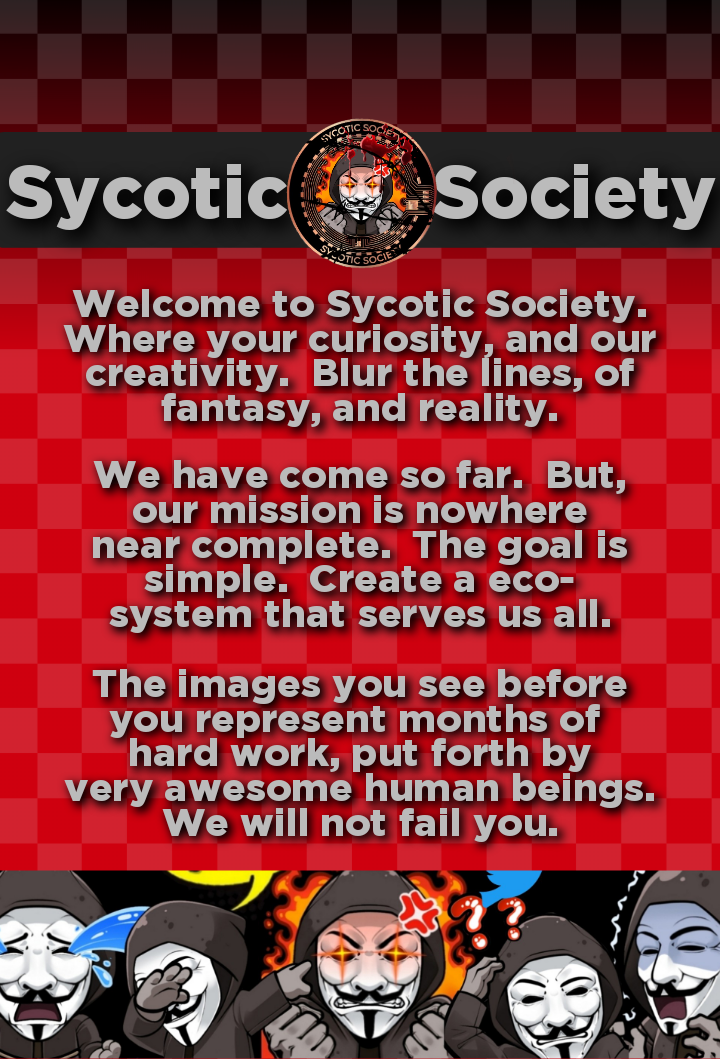 Sycotic Society
SYCOTIC SOCIETY
SYCOTIC SOCIETY
Welcome to Sycotic Society.
Where your curiosity, and our
creativity.  Blur the lines, of
fantasy, and reality.
We have come so far.  But,
our mission is nowhere
near complete.  The goal is
simple.  Create a eco-
system that serves us all.
The images you see before
you represent months of
hard work, put forth by
very awesome human beings.
We will not fail you.
? ?